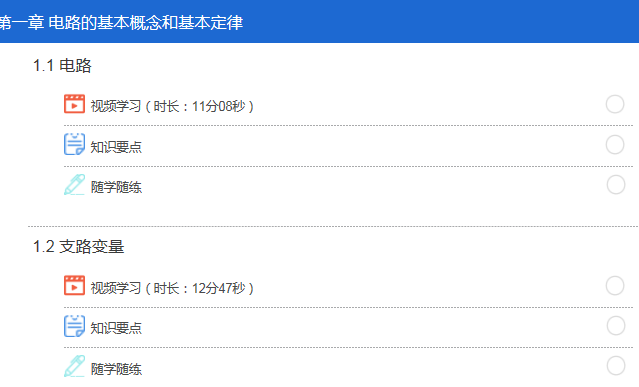 第一章 电路的基本概念和基本定律
1.1 电路
视频学习（时长：11分08秒）
知识要点
随学随练
1.2 支路变量
视频学习（时长：12分47秒）
知识要点
随学随练